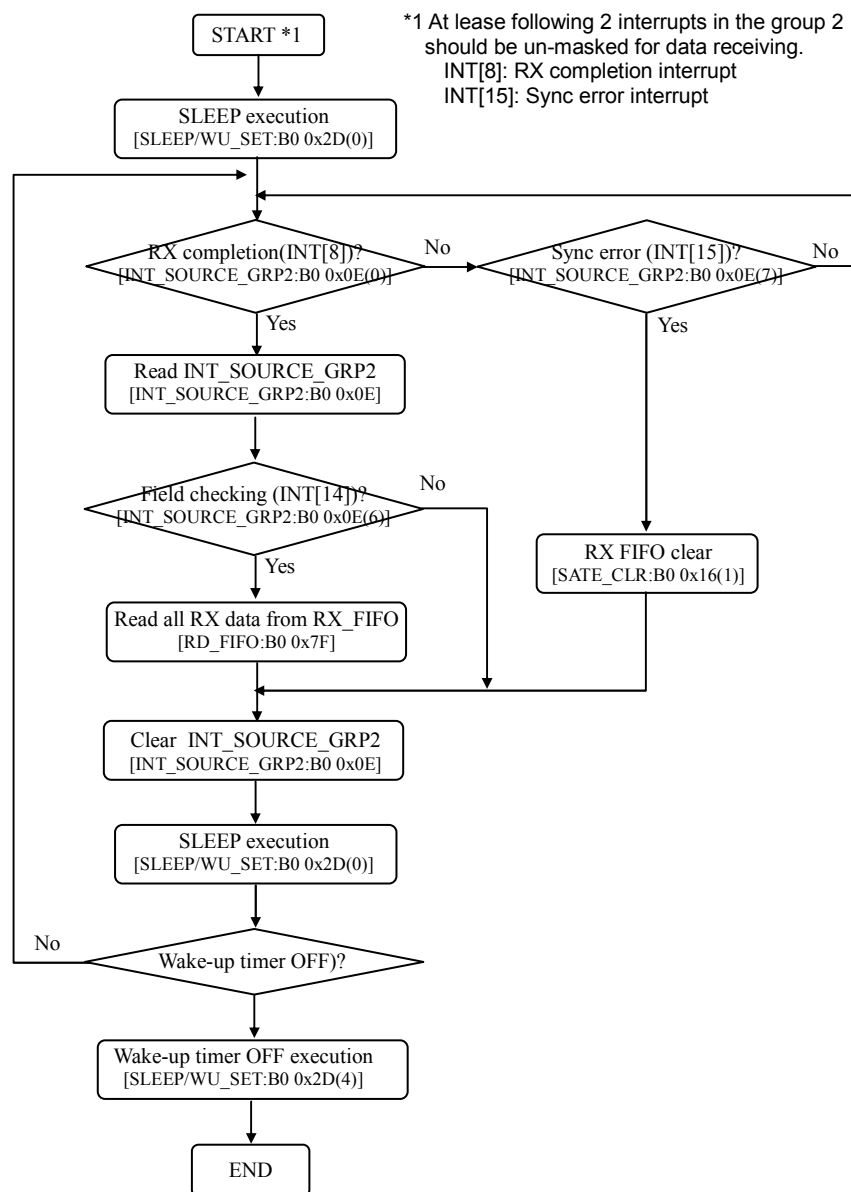 START *1
*1 At lease following 2 interrupts in the group 2
should be un-masked for data receiving.
INT[8]: RX completion interrupt
INT[15]: Sync error interrupt
SLEEP execution
[SLEEP/WU_SET:B0 0x2D(0)]
RX completion(INT[8])?
[INT_SOURCE_GRP2:B0 0x0E(0)]
No
Sync error (INT[15])?
[INT_SOURCE_GRP2:B0 0x0E(7)]
No
Yes
Yes
Read INT_SOURCE_GRP2
[INT_SOURCE_GRP2:B0 0x0E]
Field checking (INT[14])?
[INT_SOURCE_GRP2:B0 0x0E(6)]
No
Yes
RX FIFO clear
[SATE_CLR:B0 0x16(1)]
Read all RX data from RX_FIFO
[RD_FIFO:B0 0x7F]
Clear INT_SOURCE_GRP2
[INT_SOURCE_GRP2:B0 0x0E]
SLEEP execution
[SLEEP/WU_SET:B0 0x2D(0)]
No
Wake-up timer OFF)?
Wake-up timer OFF execution
[SLEEP/WU_SET:B0 0x2D(4)]
END